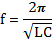 f = 2π / √LC